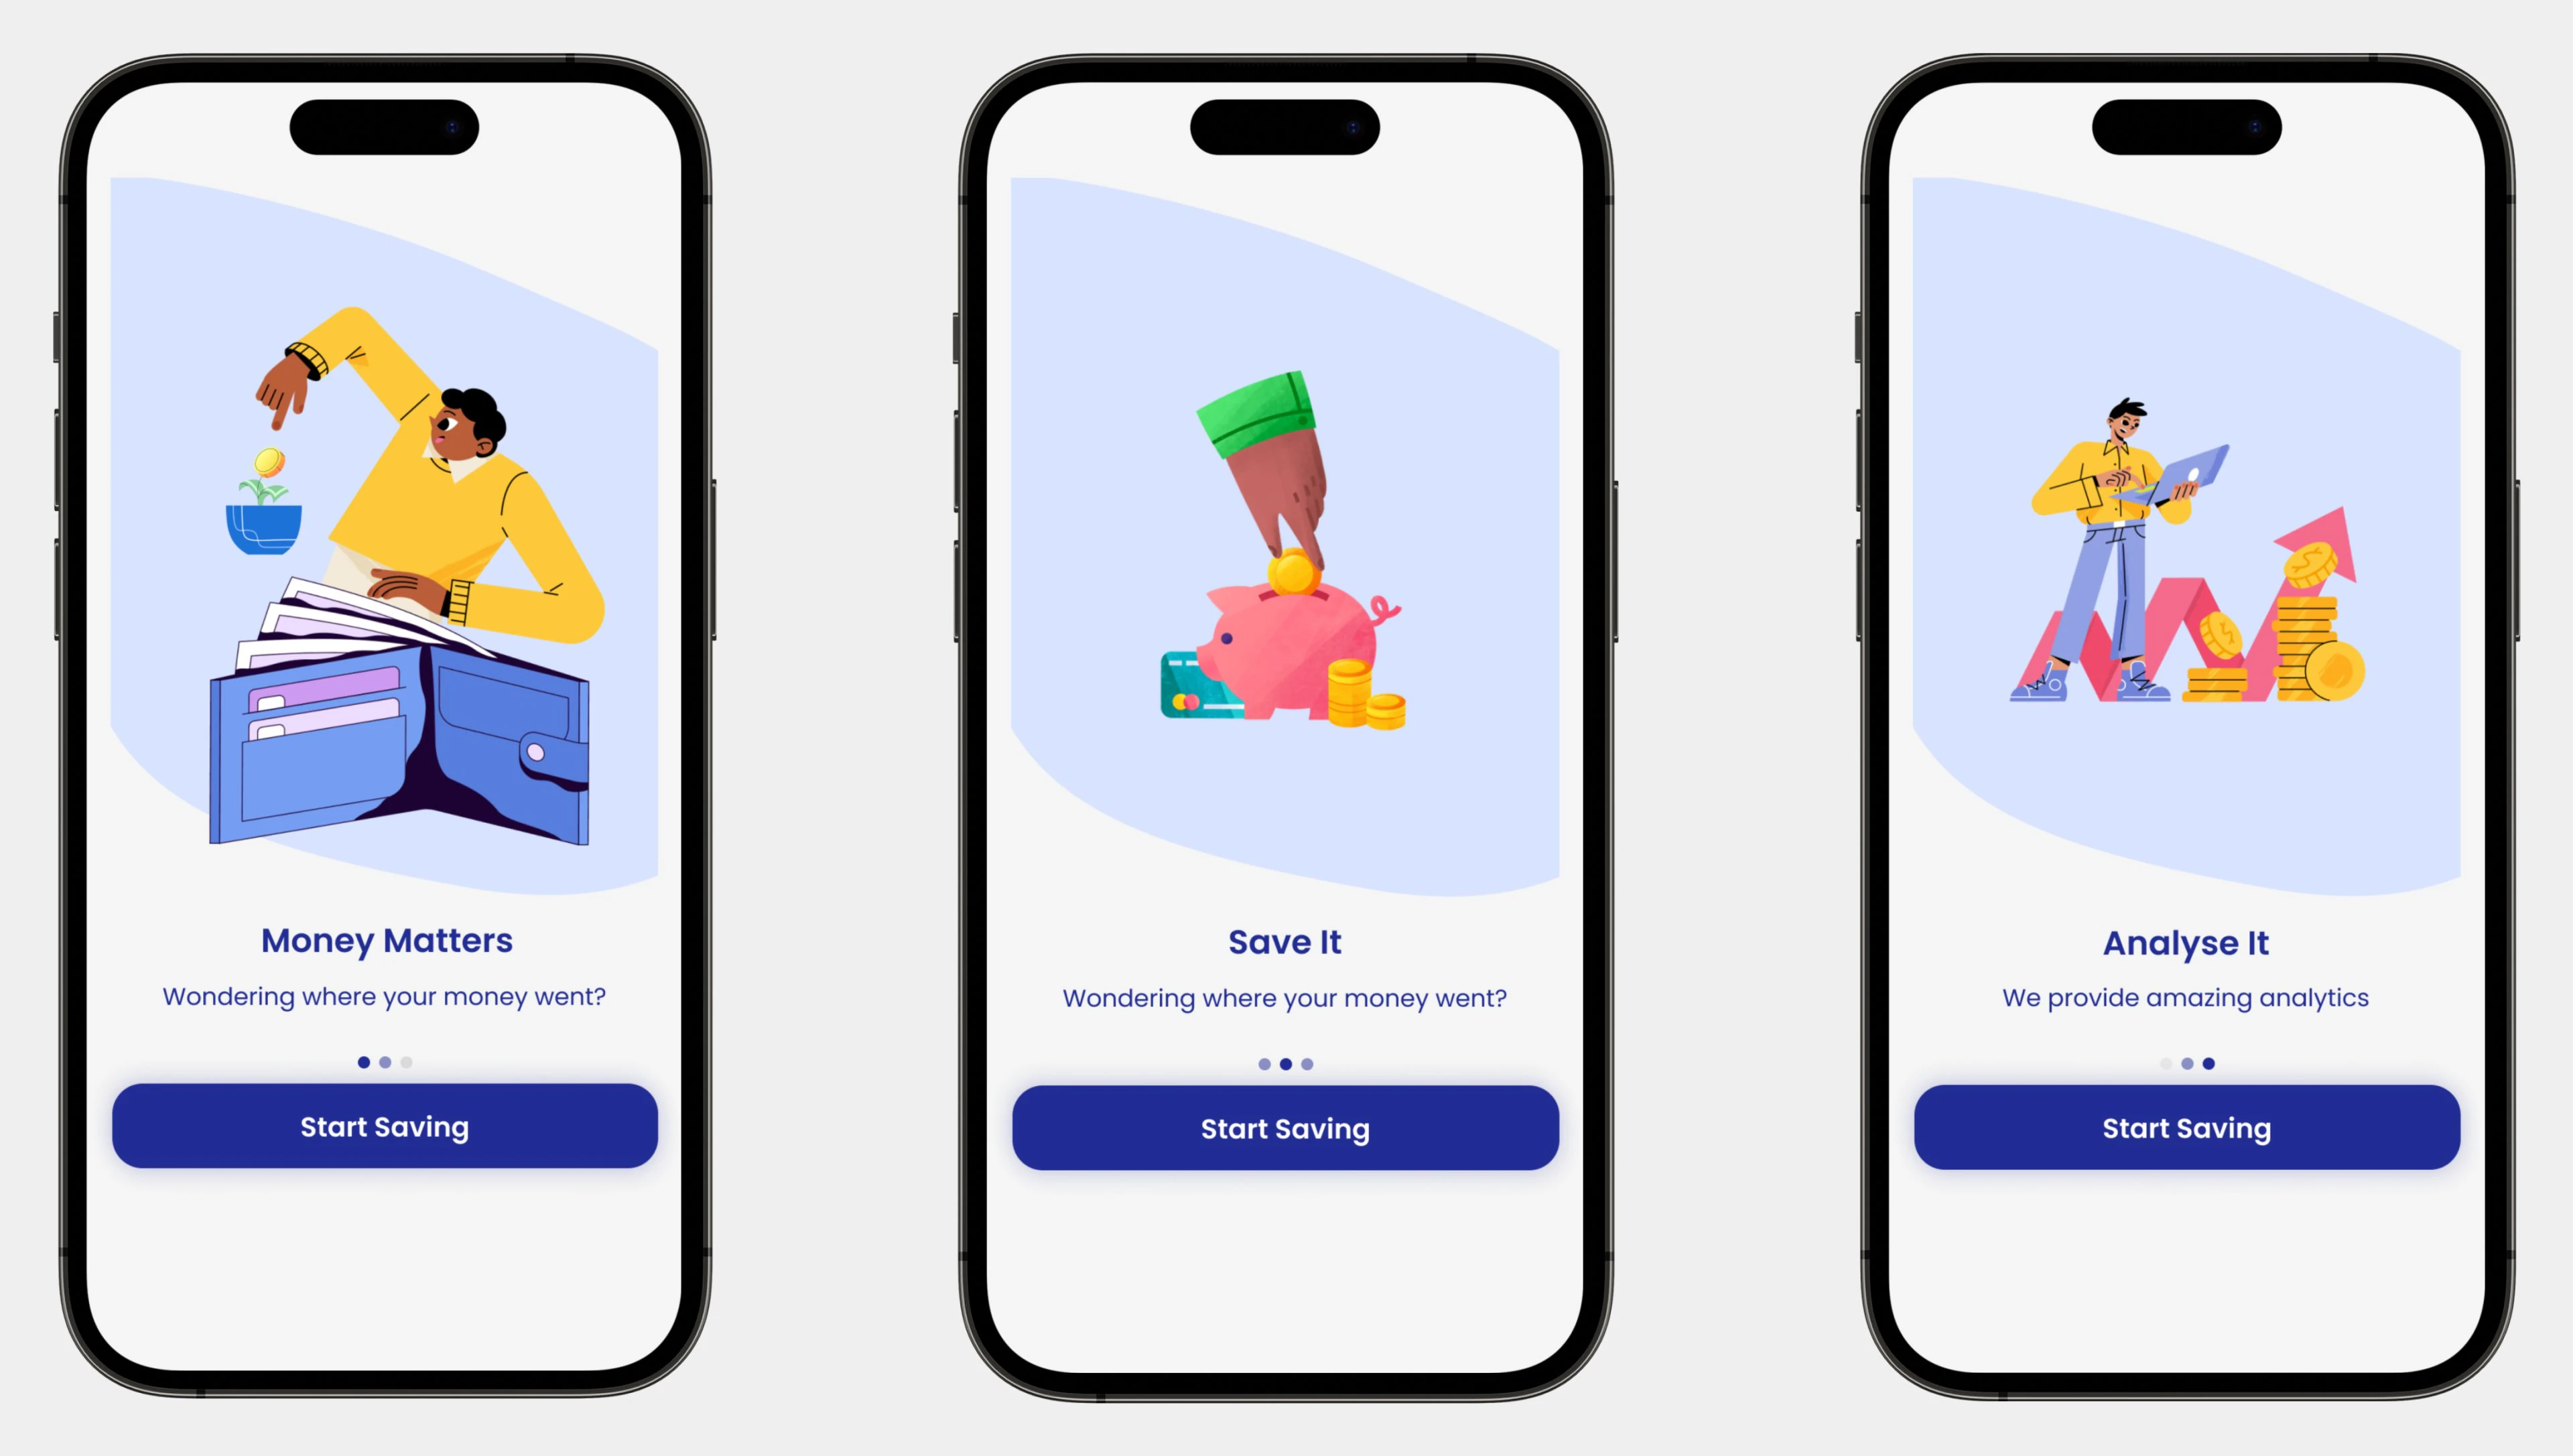 Money Matters
Wondering where your money went?
Start Saving
Save It
Wondering where your money went?
Start Saving
Analyse It
We provide amazing analytics
Start Saving